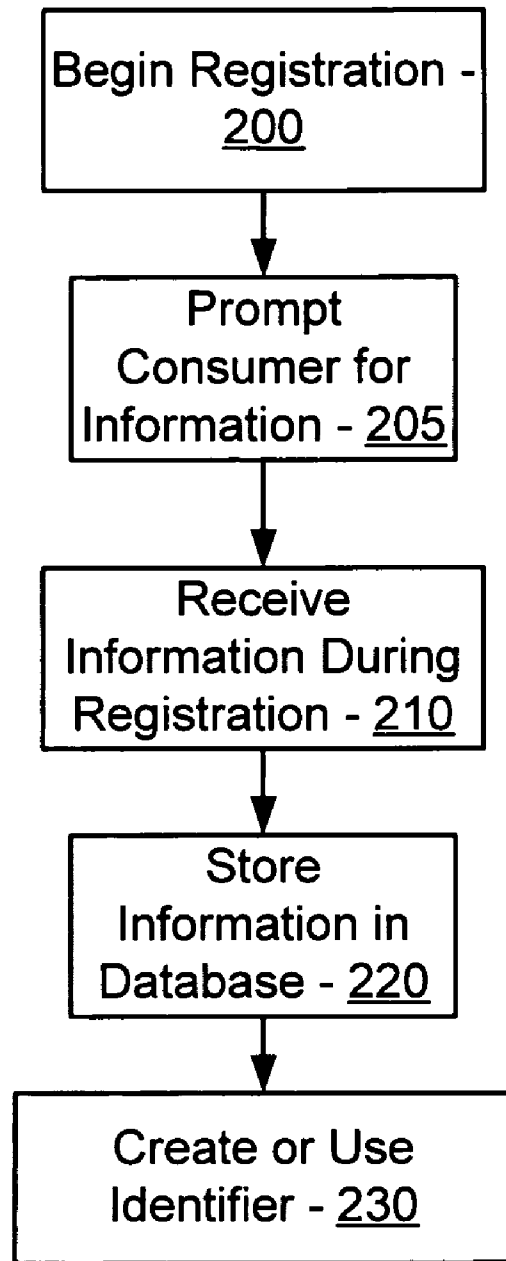 Begin Registration -
200
Prompt
Consumer for
Information - 205
Receive
Information During
Registration - 210
Store
Information in
Database - 220
Create or Use
Identifier - 230